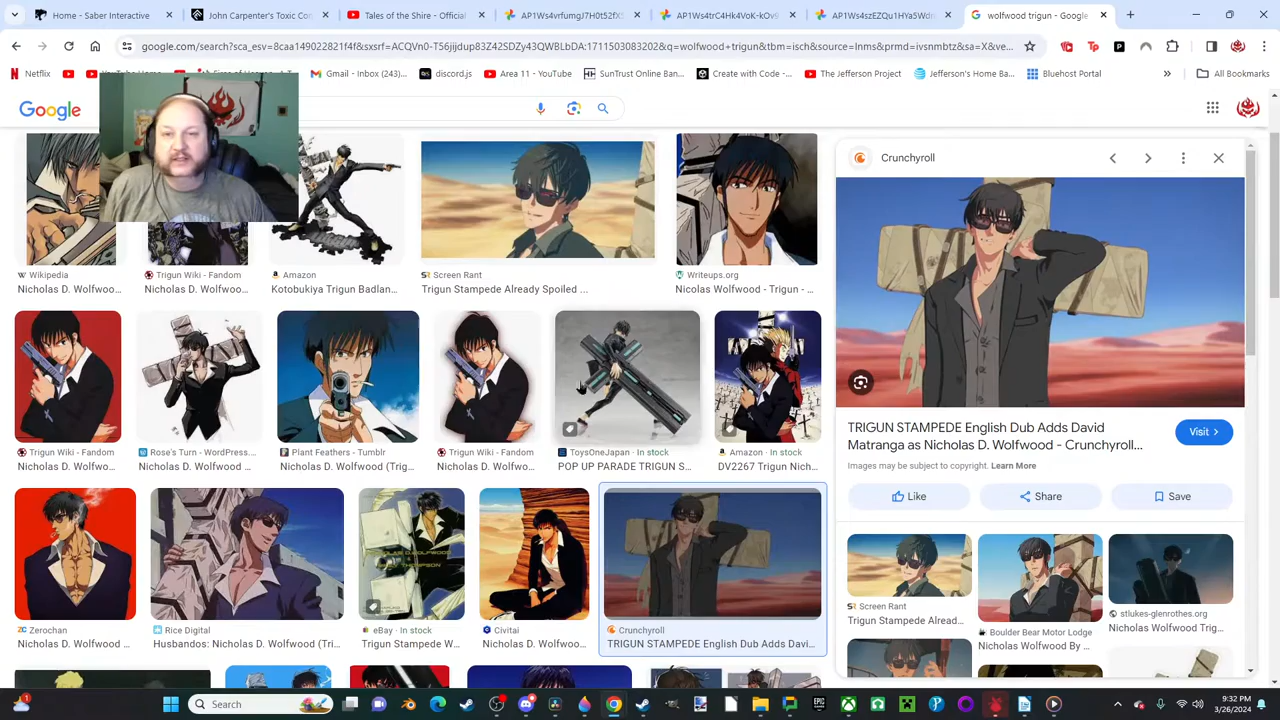 Saber Interactive An
John Carpenter's Toxic Co
Tales of the Shire - Official
AP1Ws4vrfumgJ7H0t52fiX
AP1Ws4trC4Hk4VoK-kOv9
AP1Ws4szEZQu1HYa5Wdn
wolfwood trigun - Google
google.com/search?sca_esv=8caa149022821f4f&sxsrf=ACQVn0-T56jijdup83Z42SDZy43QWBLbDA:1711503083202&q=wolfwood+trigun&tbm=isch&source=lnms&prmd=ivsnmbtz&sa=X&ve...
Netflix
YouTube Home
Gmail - Inbox (243)...
discord.js
Area 11 - YouTube
SunTrust Online Ban...
Create with Code -...
The Jefferson Project...
Jefferson's Home Ba...
Bluehost Portal
»
All Bookmarks
Google
Crunchyroll
Wikipedia
Nicholas D. Wolfwo...
Trigun Wiki - Fandom
Nicholas D. Wolfwoo...
Amazon
Kotobukiya Trigun Badlan...
Screen Rant
Trigun Stampede Already Spoiled ...
Writeups.org
Nicolas Wolfwood - Trigun - ...
TRIGUN STAMPEDE English Dub Adds David
Matranga as Nicholas D. Wolfwood - Crunchyroll...
Visit
Images may be subject to copyright. Learn More
Trigun Wiki - Fandom
Nicholas D. Wolfwo...
Rose's Turn - WordPress....
Nicholas D. Wolfwood ...
Plant Feathers - Tumblr
Nicholas D. Wolfwood (Trig...
Trigun Wiki - Fandom
Nicholas D. Wolfwo...
ToysOneJapan · In stock
POP UP PARADE TRIGUN S...
Amazon · In stock
DV2267 Trigun Nich...
Like
Share
Save
NICHOLAS D. WOLFWOOD
Zerochan
Nicholas D. Wolfwood ...
Rice Digital
Husbandos: Nicholas D. Wolfwood (Tri...
eBay · In stock
Trigun Stampede W...
Civitai
Nicholas D. Wolfwoo...
Crunchyroll
TRIGUN STAMPEDE English Dub Adds Davi...
Screen Rant
Trigun Stampede Alread...
Boulder Bear Motor Lodge
Nicholas Wolfwood By ...
stlukes-glenrothes.org
Nicholas Wolfwood Trig...
1
Search
9:32 PM
3/26/2024